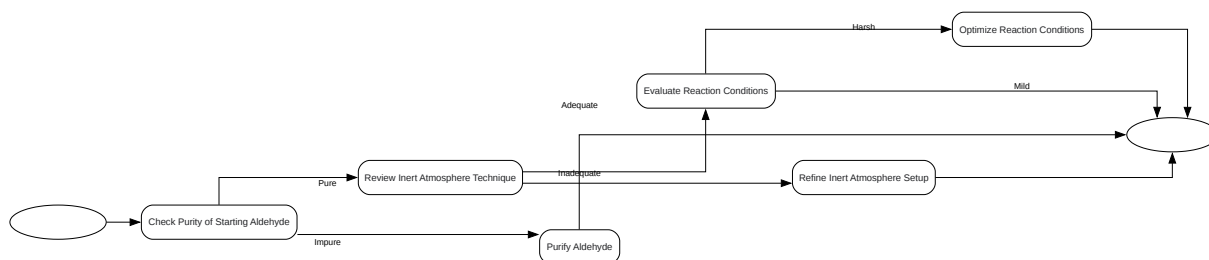 Harsh
Optimize Reaction Conditions
Evaluate Reaction Conditions
Mild
Adequate
Review Inert Atmosphere Technique
Inadequate
Refine Inert Atmosphere Setup
Pure
Check Purity of Starting Aldehyde
Impure
Purify Aldehyde